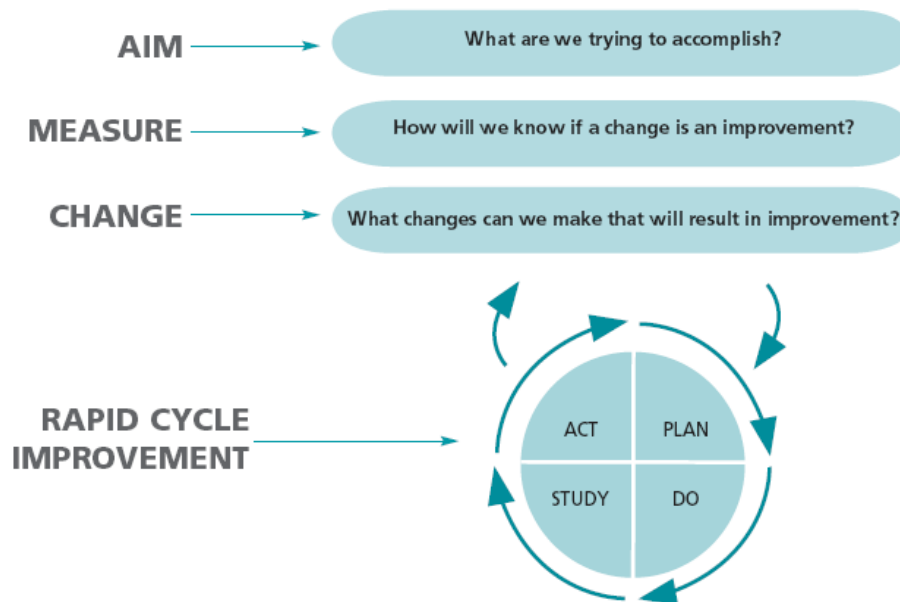 AIM
What are we trying to accomplish?
MEASURE
How will we know if a change is an improvement?
CHANGE
What changes can we make that will result in improvement?
RAPID CYCLE
IMPROVEMENT
ACT
PLAN
STUDY
DO